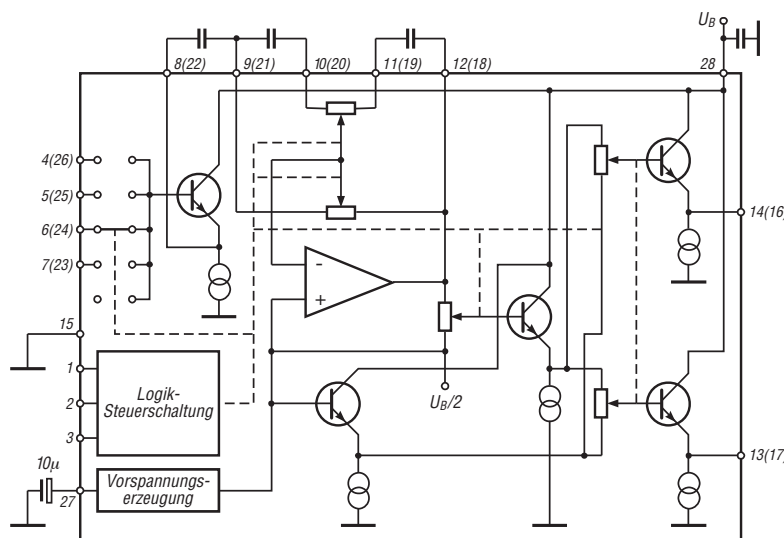 U_B
8(22)
9(21)
10(20)
11(19)
12(18)
28
4(26)
5(25)
6(24)
7(23)
14(16)
-
+
15
1
2
3
Logik-
Steuerschaltung
U_B/2
10µ
27
Vorspannungs-
erzeugung
13(17)